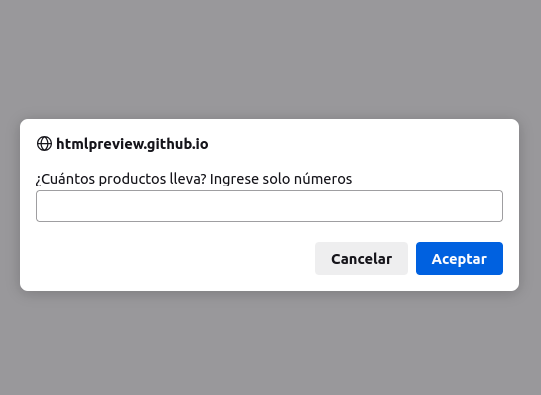 htmlpreview.github.io
¿Cuántos productos lleva? Ingrese solo números
Cancelar
Aceptar